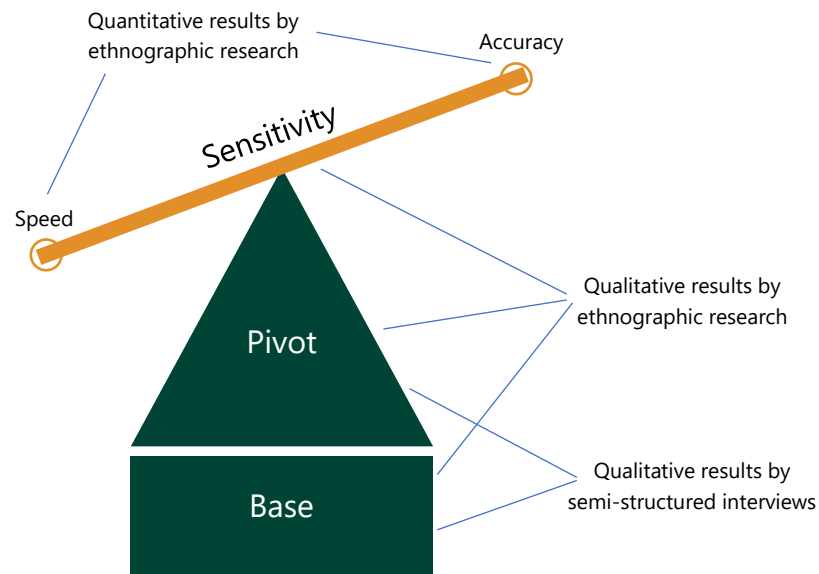 Quantitative results by
ethnographic research
Accuracy
Sensitivity
Speed
Qualitative results by
ethnographic research
Pivot
Qualitative results by
semi-structured interviews
Base